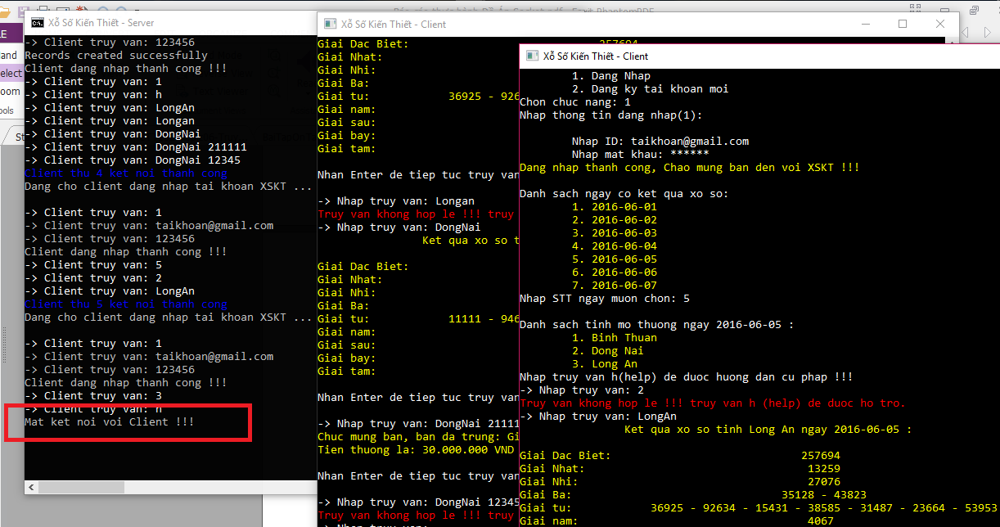 Xổ Số Kiến Thiết - Server
-> Client truy van: 123456
Records created successfully
Client dang nhap thanh cong !!!
-> Client truy van: 1
-> Client truy van: h
-> Client truy van: LongAn
-> Client truy van: Longan
-> Client truy van: DongNai
-> Client truy van: DongNai 211111
-> Client truy van: DongNai 12345
Client thu 4 ket noi thanh cong
Dang cho client dang nhap tai khoan XSKT ...
-> Client truy van: 1
-> Client truy van: taikhoan@gmail.com
-> Client truy van: 123456
Client dang nhap thanh cong !!!
-> Client truy van: 5
-> Client truy van: 2
-> Client truy van: LongAn
Client thu 5 ket noi thanh cong
Dang cho client dang nhap tai khoan XSKT ...
-> Client truy van: 1
-> Client truy van: taikhoan@gmail.com
-> Client truy van: 123456
Client dang nhap thanh cong !!!
-> Client truy van: 3
-> Client truy van: h
Mat ket noi voi Client !!!
Xổ Số Kiến Thiết - Client
Giai Dac Biet: 257694
Giai Nhat:
Giai Nhi:
Giai Ba:
Giai tu: 36925 - 926
Giai nam:
Giai sau:
Giai bay:
Giai tam:
Nhan Enter de tiep tuc truy van
-> Nhap truy van: Longan
Truy van khong hop le !!! truy
-> Nhap truy van: DongNai
Ket qua xo so t
Giai Dac Biet:
Giai Nhat:
Giai Nhi:
Giai Ba:
Giai tu: 11111 - 946
Giai nam:
Giai sau:
Giai bay:
Giai tam:
Nhan Enter de tiep tuc truy van
-> Nhap truy van: DongNai 21111
Chuc mung ban, ban da trung: Gi
Tien thuong la: 30.000.000 VND
Nhan Enter de tiep tuc truy van
-> Nhap truy van: DongNai 12345
Truy van khong hop le !!! truy
Xổ Số Kiến Thiết - Client
1. Dang Nhap
2. Dang ky tai khoan moi
Chon chuc nang: 1
Nhap thong tin dang nhap(1):
Nhap ID: taikhoan@gmail.com
Nhap mat khau: ******
Dang nhap thanh cong, Chao mung ban den voi XSKT !!!
Danh sach ngay co ket qua xo so:
1. 2016-06-01
2. 2016-06-02
3. 2016-06-03
4. 2016-06-04
5. 2016-06-05
6. 2016-06-06
7. 2016-06-07
Nhap STT ngay muon chon: 5
Danh sach tinh mo thuong ngay 2016-06-05 :
1. Binh Thuan
2. Dong Nai
3. Long An
Nhap truy van h(help) de duoc huong dan cu phap !!!
-> Nhap truy van: 2
Truy van khong hop le !!! truy van h (help) de duoc ho tro.
-> Nhap truy van: LongAn
Ket qua xo so tinh Long An ngay 2016-06-05 :
Giai Dac Biet: 257694
Giai Nhat: 13259
Giai Nhi: 27076
Giai Ba: 35128 - 43823
Giai tu: 36925 - 92634 - 15431 - 38585 - 31487 - 23664 - 53953
Giai nam: 4067